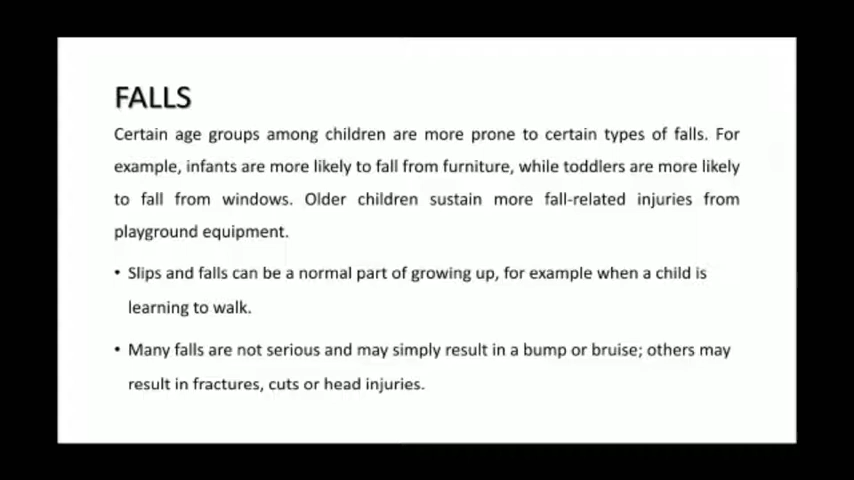 FALLS
Certain age groups among children are more prone to certain types of falls. For
example, infants are more likely to fall from furniture, while toddlers are more likely
to fall from windows. Older children sustain more fall-related injuries from
playground equipment.
• Slips and falls can be a normal part of growing up, for example when a child is
learning to walk.
• Many falls are not serious and may simply result in a bump or bruise; others may
result in fractures, cuts or head injuries.